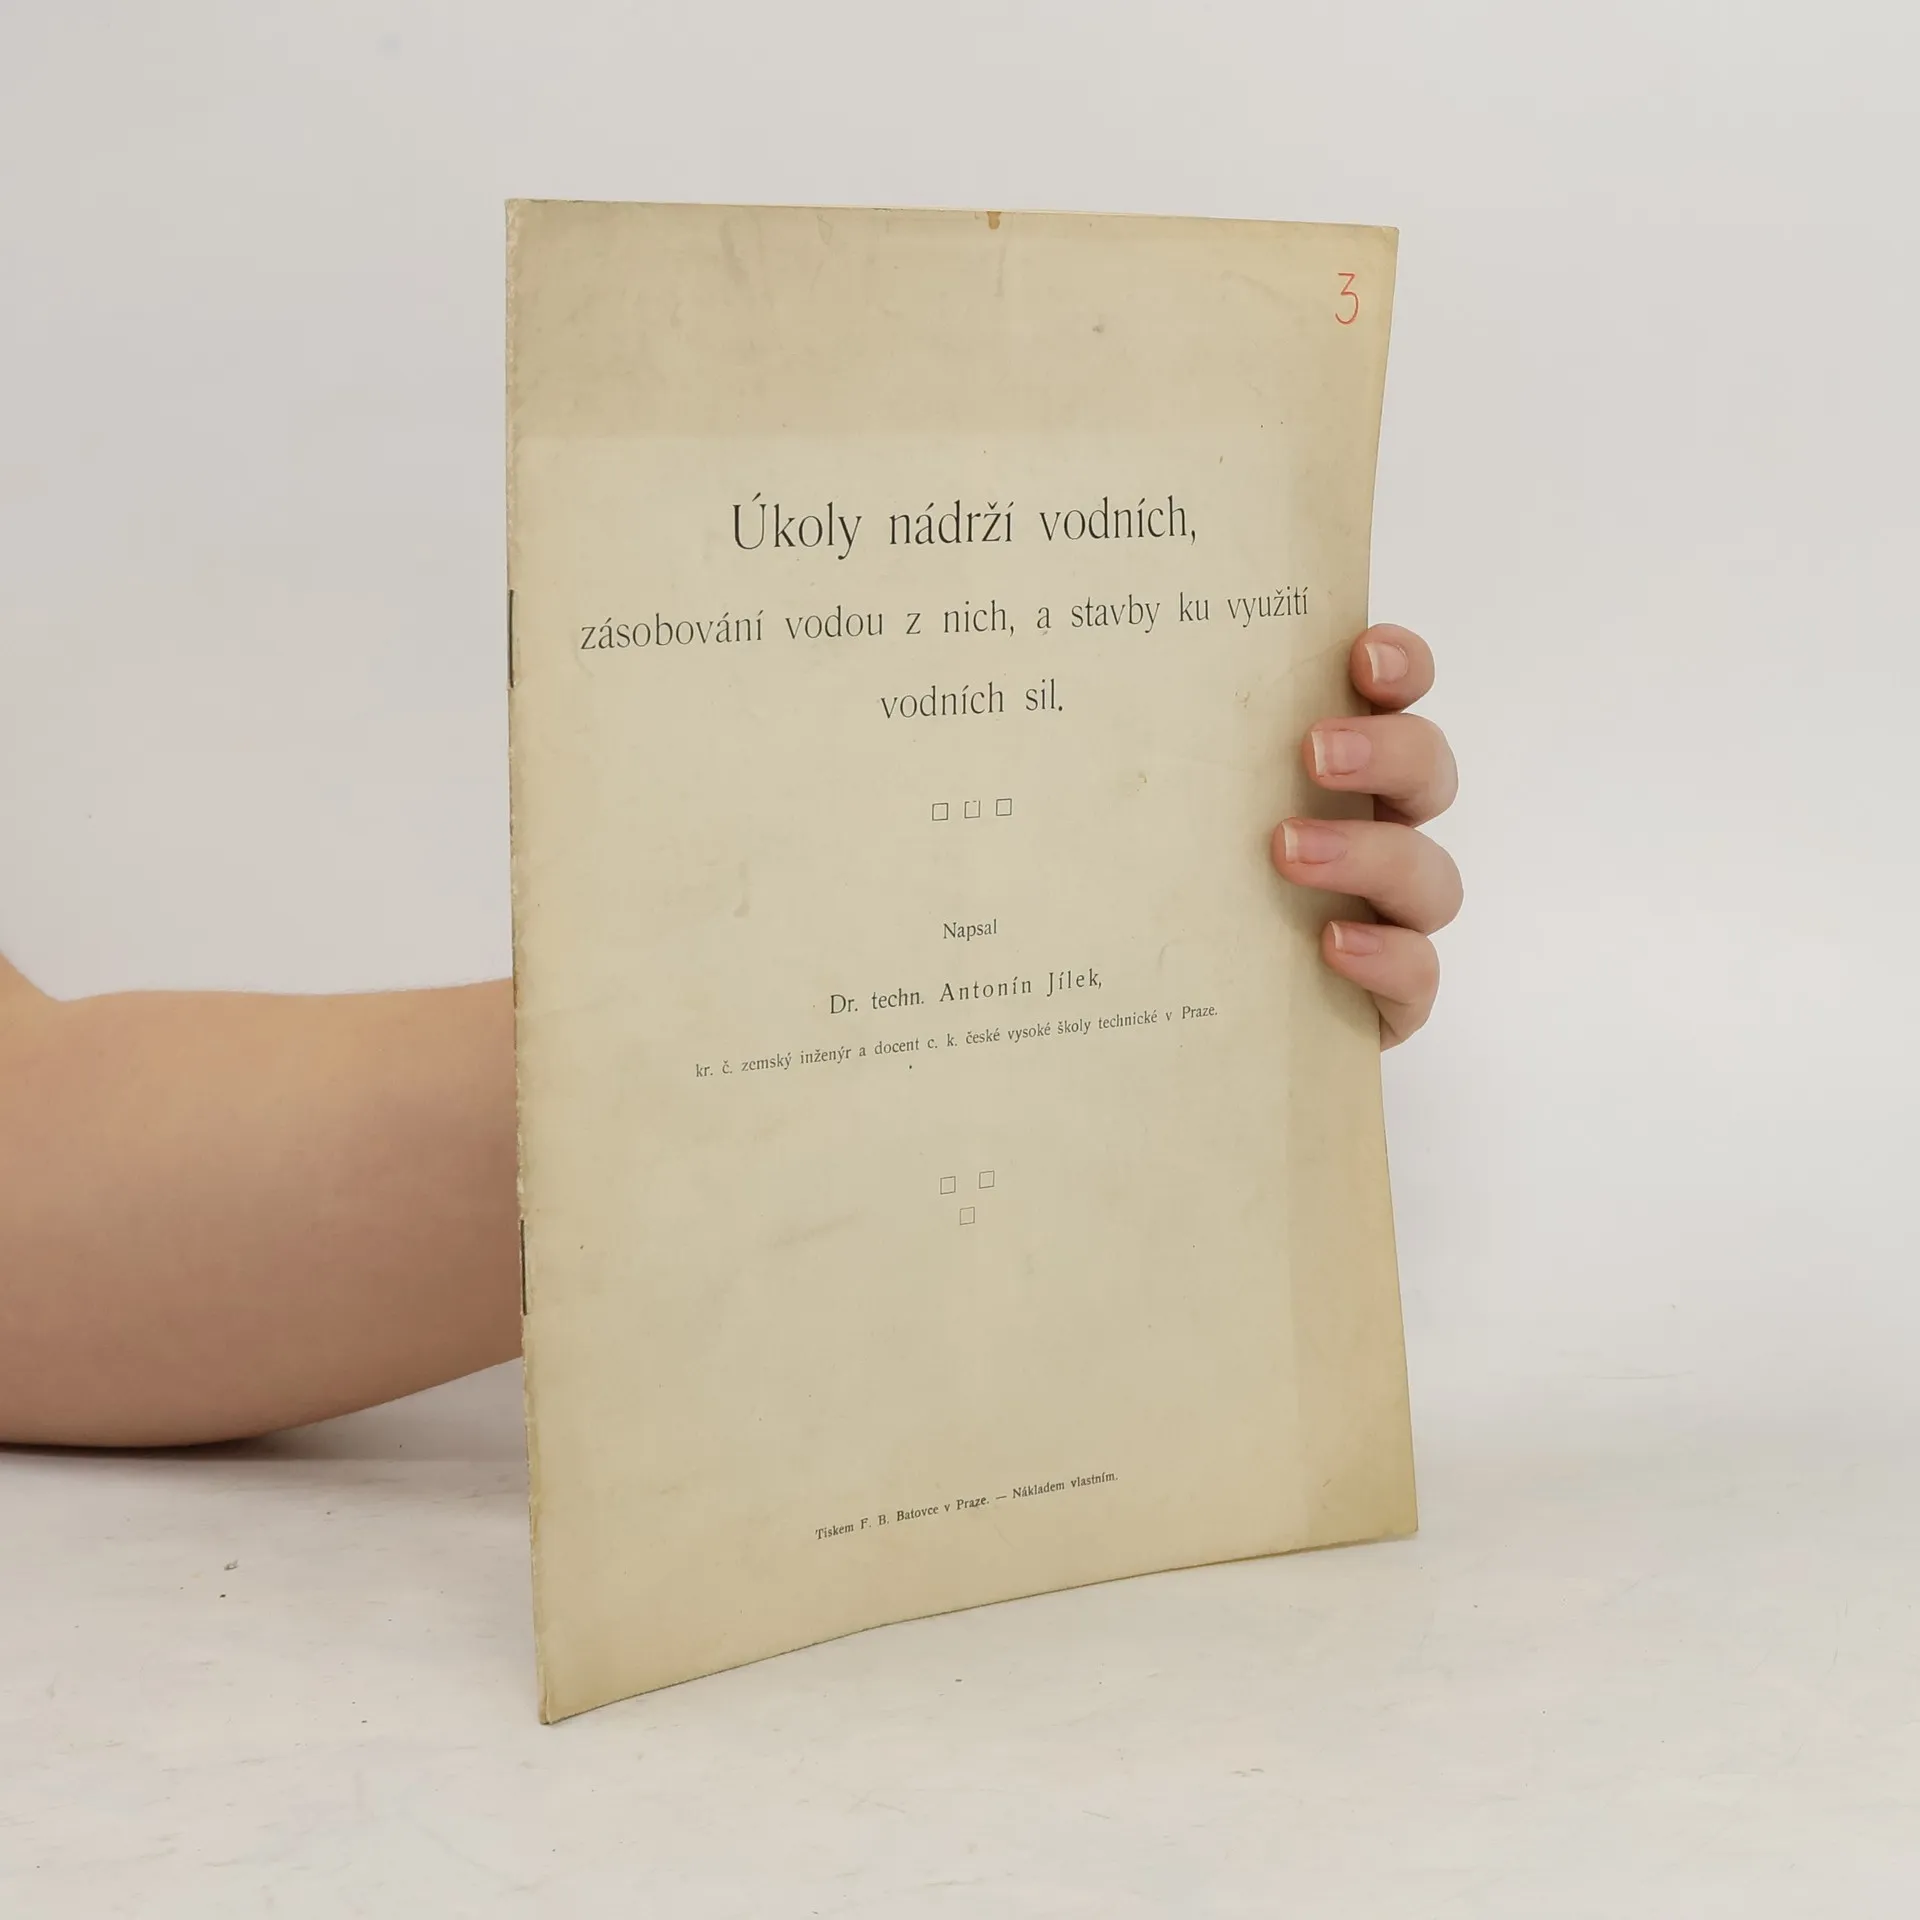 3
Úkoly nádrží vodních,
zásobování vodou z nich, a stavby ku využití
vodních sil.
Napsal
Dr. techn. Antonín Jílek,
kr. č. zemský inženýr a docent c. k. české vysoké školy technické v Praze.
Tiskem F. B. Batovce v Praze. — Nákladem vlastním.